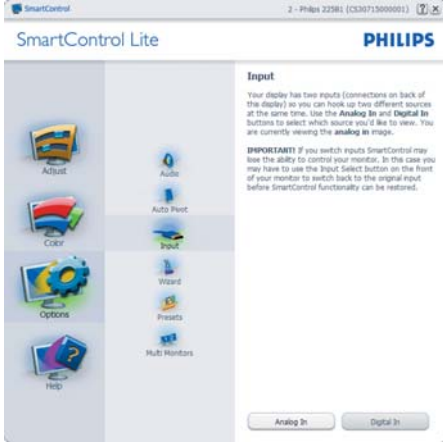 SmartControl
2 - Philips 225B1 (CS30715000001)
SmartControl Lite
PHILIPS
Adjust
Color
Options
Help
Audio
Auto Pivot
Input
Wizard
Presets
Multi Monitors
Input
Your display has two inputs (connections on back of
the display) so you can hook up two different sources
at the same time. Use the Analog In and Digital In
buttons to select which source you'd like to view. You
are currently viewing the analog in image.
IMPORTANT! If you switch inputs SmartControl may
lose the ability to control your monitor. In this case you
may have to use the Input Select button on the front
of your monitor to switch back to the original input
before SmartControl functionality can be restored.
Analog In
Digital In